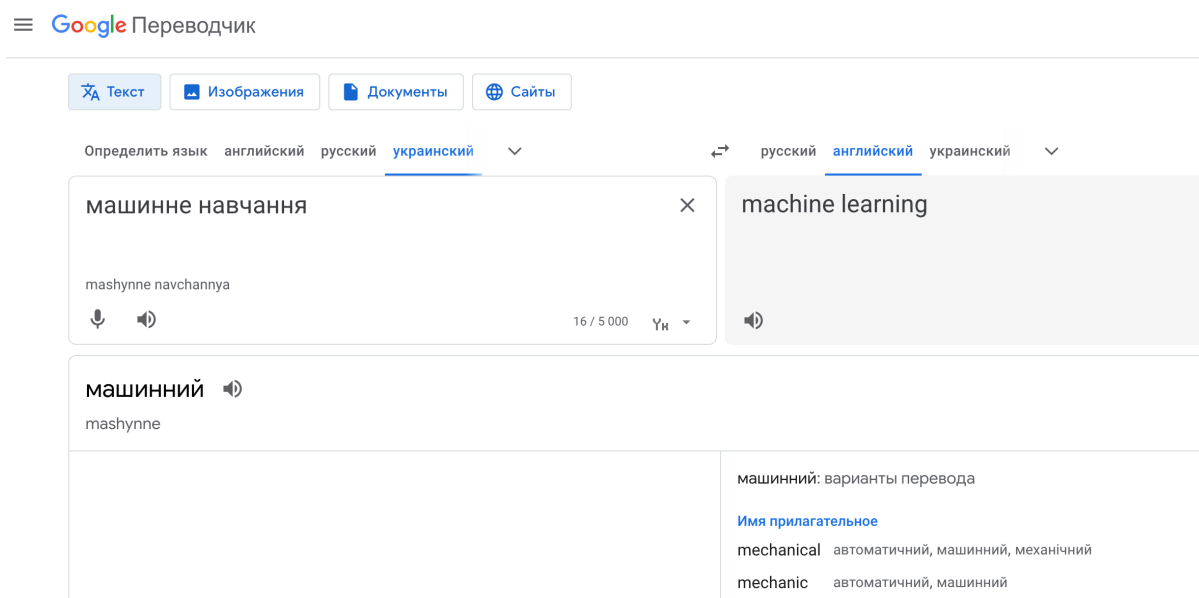 Google Переводчик
Текст Изображения Документы Сайты
Определить язык английский русский украинский русский английский украинский
машинне навчання
machine learning
mashynne navchannya
16 / 5 000
машинний
mashynne
машинний: варианты перевода
Имя прилагательное
mechanical автоматичний, машинний, механічний
mechanic автоматичний, машинний